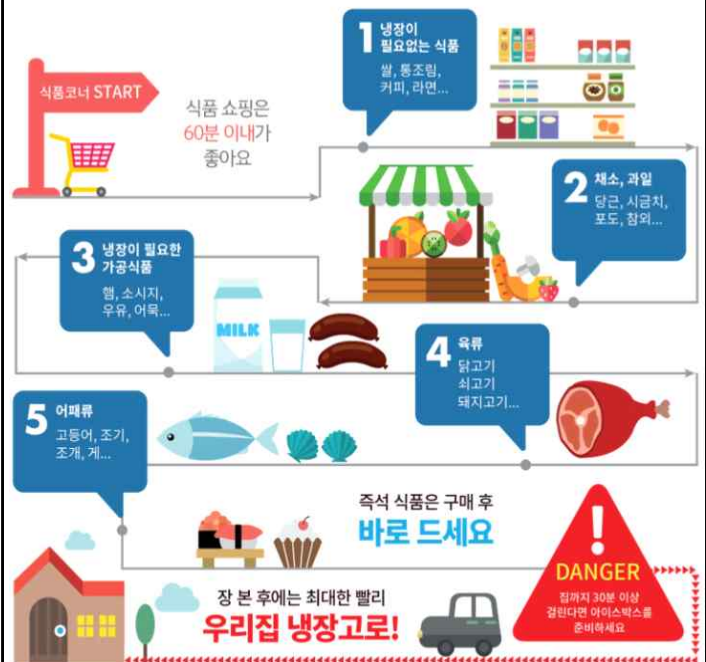 식품코너 START
식품 쇼핑은
60분 이내가
좋아요
1 냉장이
필요없는 식품
쌀, 통조림,
커피, 라면...
2 채소, 과일
당근, 시금치,
포도, 참외...
3 냉장이 필요한
가공식품
햄, 소시지,
우유, 어묵...
MILK
4 육류
닭고기
쇠고기
돼지고기...
5 어패류
고등어, 조기,
조개, 게...
즉석 식품은 구매 후
바로 드세요
!
DANGER
집까지 30분 이상
걸린다면 아이스박스를
준비하세요
장 본 후에는 최대한 빨리
우리집 냉장고로!